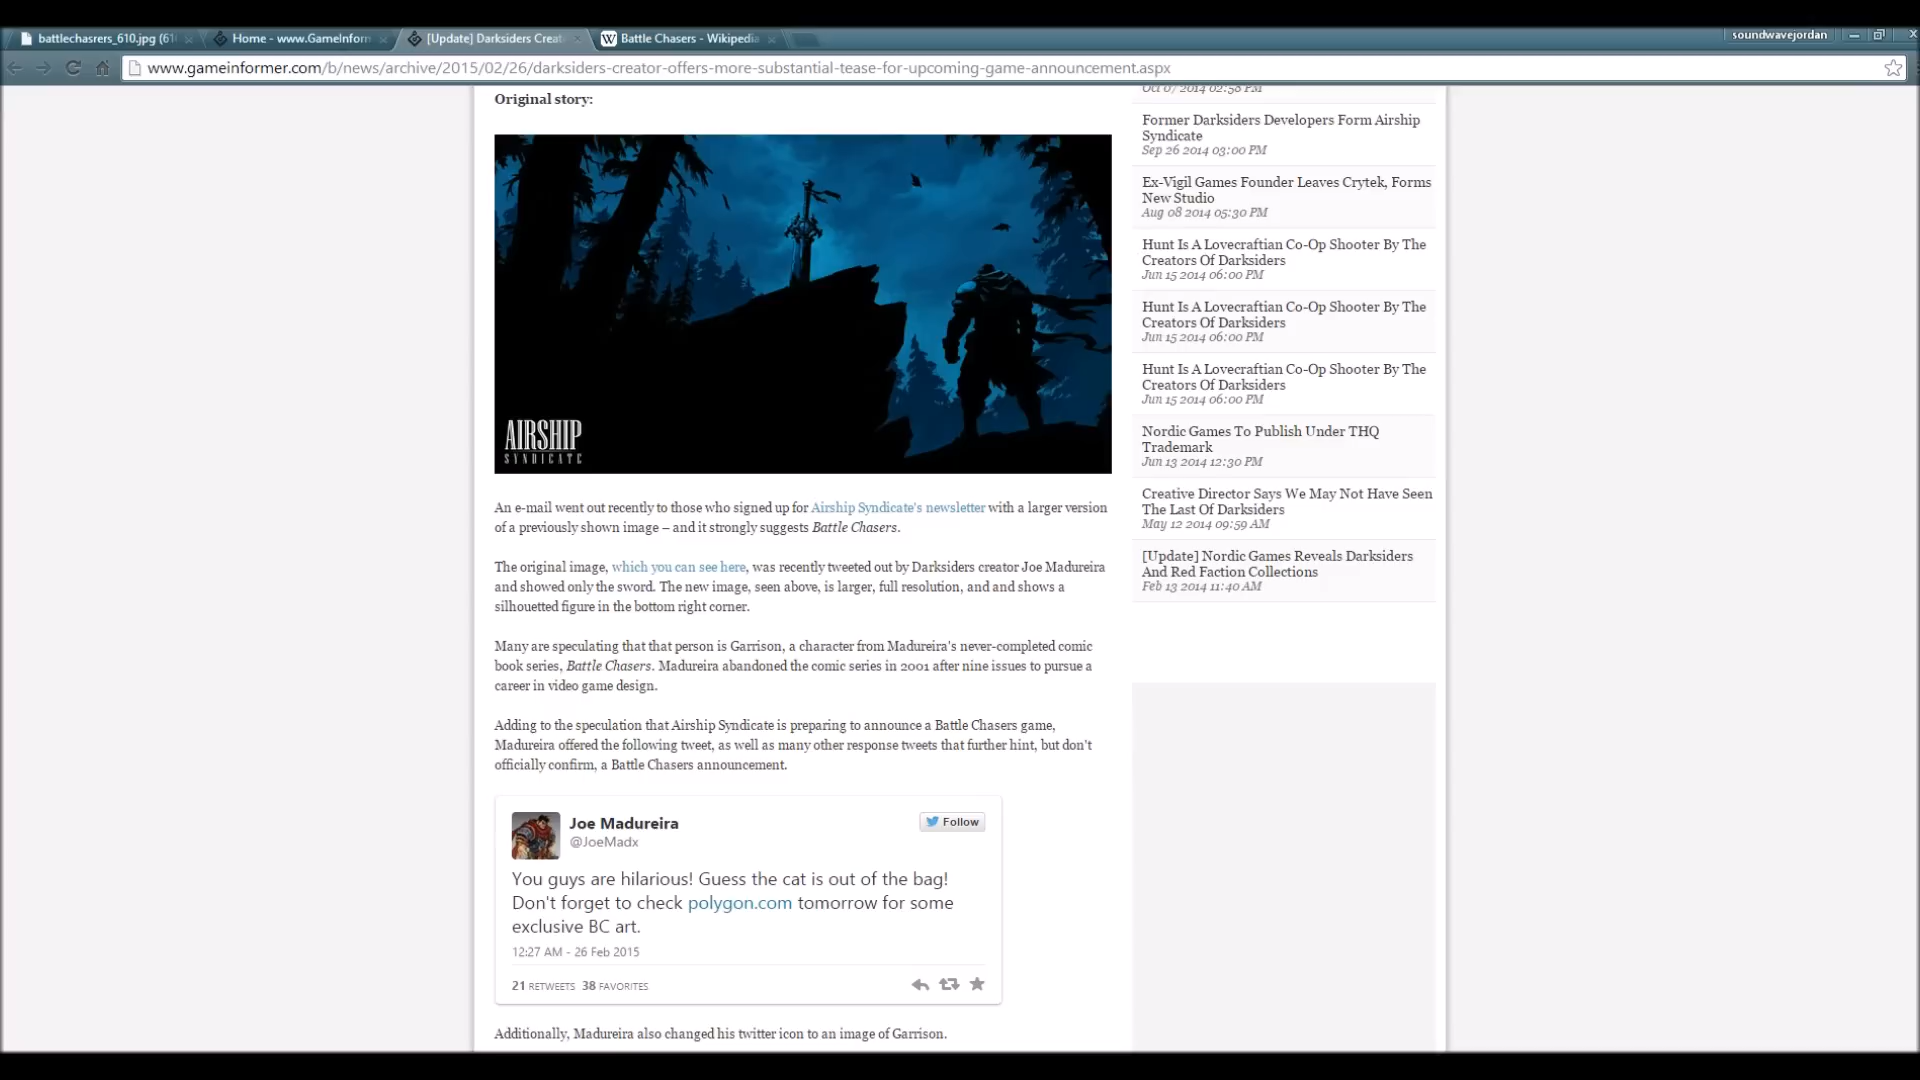 battlechasrers_610.jpg (61
Home - www.GameInform
[Update] Darksiders Creat
Battle Chasers - Wikipedia
soundwavejordan
www.gameinformer.com/b/news/archive/2015/02/26/darksiders-creator-offers-more-substantial-tease-for-upcoming-game-announcement.aspx
Original story:
AIRSHIP
SYNDICATE
An e-mail went out recently to those who signed up for Airship Syndicate's newsletter with a larger version
of a previously shown image – and it strongly suggests Battle Chasers.
The original image, which you can see here, was recently tweeted out by Darksiders creator Joe Madureira
and showed only the sword. The new image, seen above, is larger, full resolution, and and shows a
silhouetted figure in the bottom right corner.
Many are speculating that that person is Garrison, a character from Madureira's never-completed comic
book series, Battle Chasers. Madureira abandoned the comic series in 2001 after nine issues to pursue a
career in video game design.
Adding to the speculation that Airship Syndicate is preparing to announce a Battle Chasers game,
Madureira offered the following tweet, as well as many other response tweets that further hint, but don't
officially confirm, a Battle Chasers announcement.
Joe Madureira
@JoeMadx
Follow
You guys are hilarious! Guess the cat is out of the bag!
Don't forget to check polygon.com tomorrow for some
exclusive BC art.
12:27 AM - 26 Feb 2015
21 RETWEETS 38 FAVORITES
Additionally, Madureira also changed his twitter icon to an image of Garrison.
Oct 07 2014 02:58 PM
Former Darksiders Developers Form Airship
Syndicate
Sep 26 2014 03:00 PM
Ex-Vigil Games Founder Leaves Crytek, Forms
New Studio
Aug 08 2014 05:30 PM
Hunt Is A Lovecraftian Co-Op Shooter By The
Creators Of Darksiders
Jun 15 2014 06:00 PM
Hunt Is A Lovecraftian Co-Op Shooter By The
Creators Of Darksiders
Jun 15 2014 06:00 PM
Hunt Is A Lovecraftian Co-Op Shooter By The
Creators Of Darksiders
Jun 15 2014 06:00 PM
Nordic Games To Publish Under THQ
Trademark
Jun 13 2014 12:30 PM
Creative Director Says We May Not Have Seen
The Last Of Darksiders
May 12 2014 09:59 AM
[Update] Nordic Games Reveals Darksiders
And Red Faction Collections
Feb 13 2014 11:40 AM